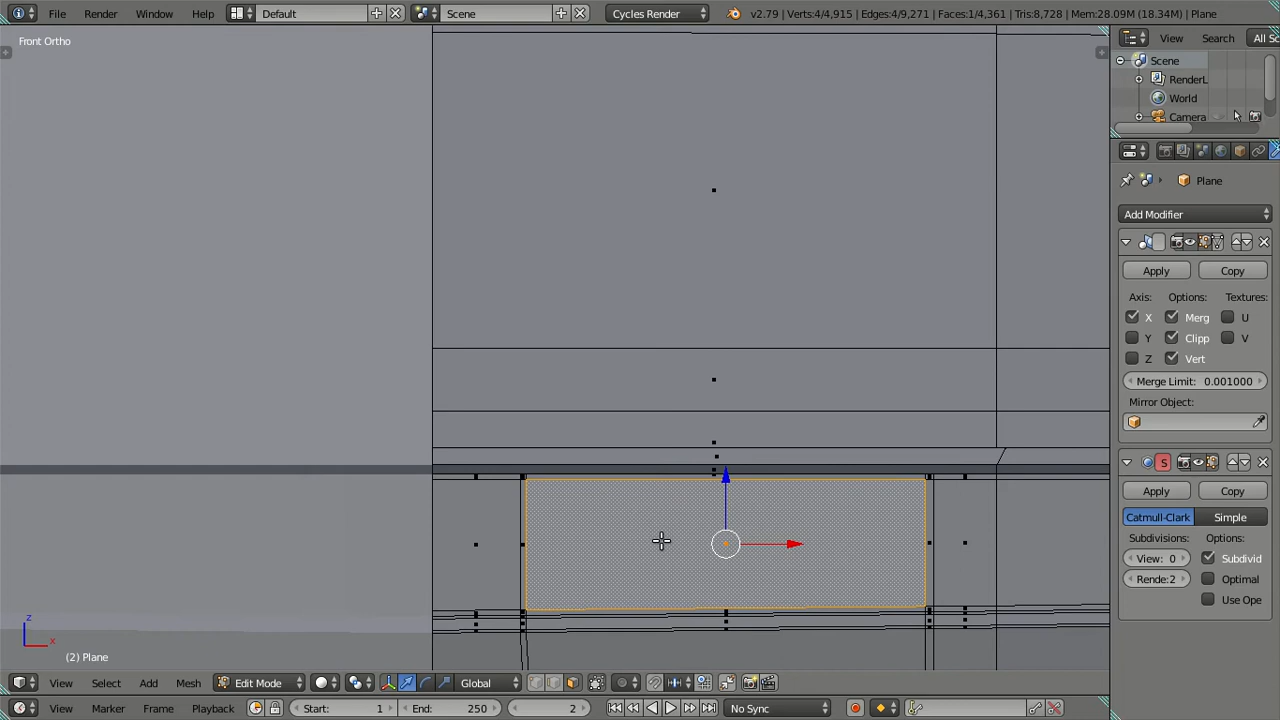 File Render Window Help Default Scene Cycles Render v2.79 | Verts:4/4,915 | Edges:4/9,271 | Faces:1/4,361 | Tris:8,728 | Mem:28.09M (18.34M) | Plane
Front Ortho
View Search All Sc
Scene
RenderL
World
Camera
Plane
Add Modifier
Apply Copy
Axis: Options: Textures:
X Merg U
Y Clipp V
Z Vert
Merge Limit: 0.001000
Mirror Object:
S
Apply Copy
Catmull-Clark Simple
Subdivisions: Options:
View: 0 Subdivid
Rende:2 Optimal
Use Ope
z
x
(2) Plane
View Select Add Mesh Edit Mode Global
View Marker Frame Playback Start: 1 End: 250 2 No Sync